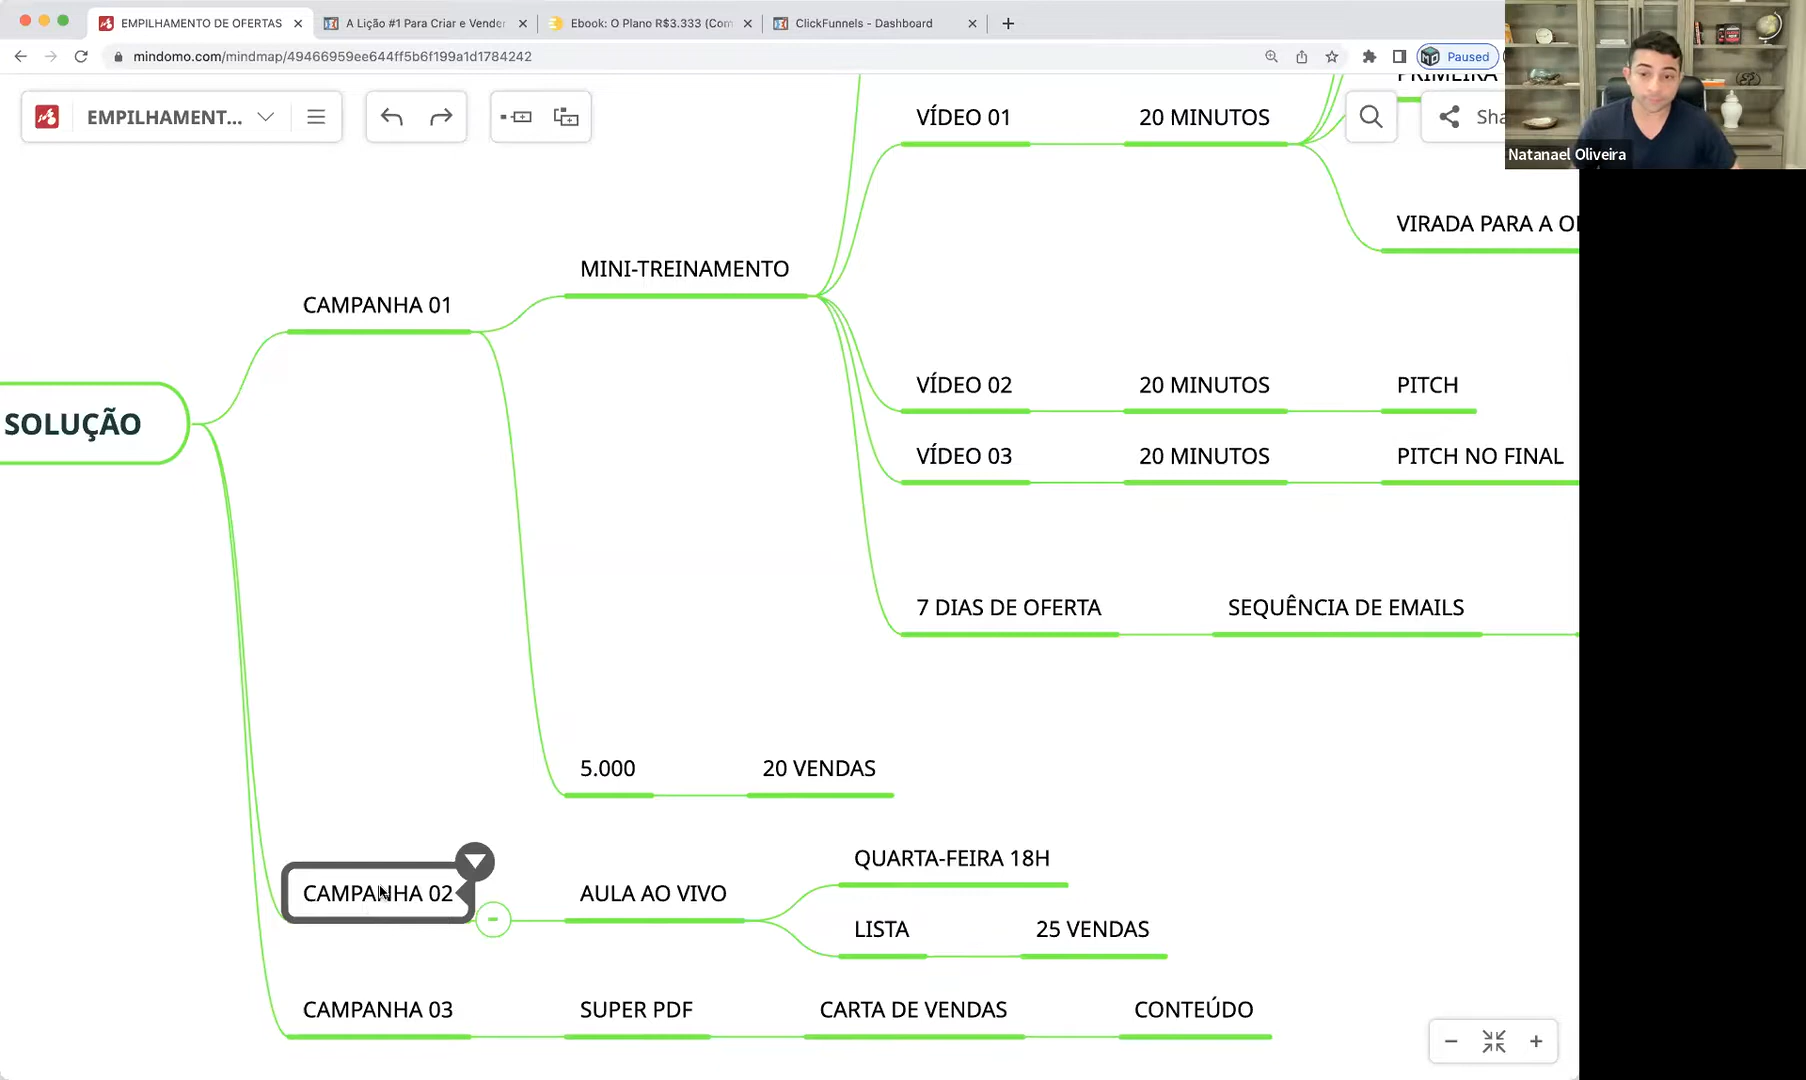 EMPILHAMENTO DE OFERTAS
A Lição #1 Para Criar e Vender
Ebook: O Plano R$3.333 (Com
ClickFunnels - Dashboard
mindomo.com/mindmap/49466959ee644ff5b6f199a1d1784242
Paused
EMPILHAMENT...
Sha
Natanael Oliveira
PRIMEIRA
VÍDEO 01
20 MINUTOS
VIRADA PARA A O
MINI-TREINAMENTO
CAMPANHA 01
SOLUÇÃO
VÍDEO 02
20 MINUTOS
PITCH
VÍDEO 03
20 MINUTOS
PITCH NO FINAL
7 DIAS DE OFERTA
SEQUÊNCIA DE EMAILS
5.000
20 VENDAS
QUARTA-FEIRA 18H
CAMPANHA 02
AULA AO VIVO
LISTA
25 VENDAS
CAMPANHA 03
SUPER PDF
CARTA DE VENDAS
CONTEÚDO